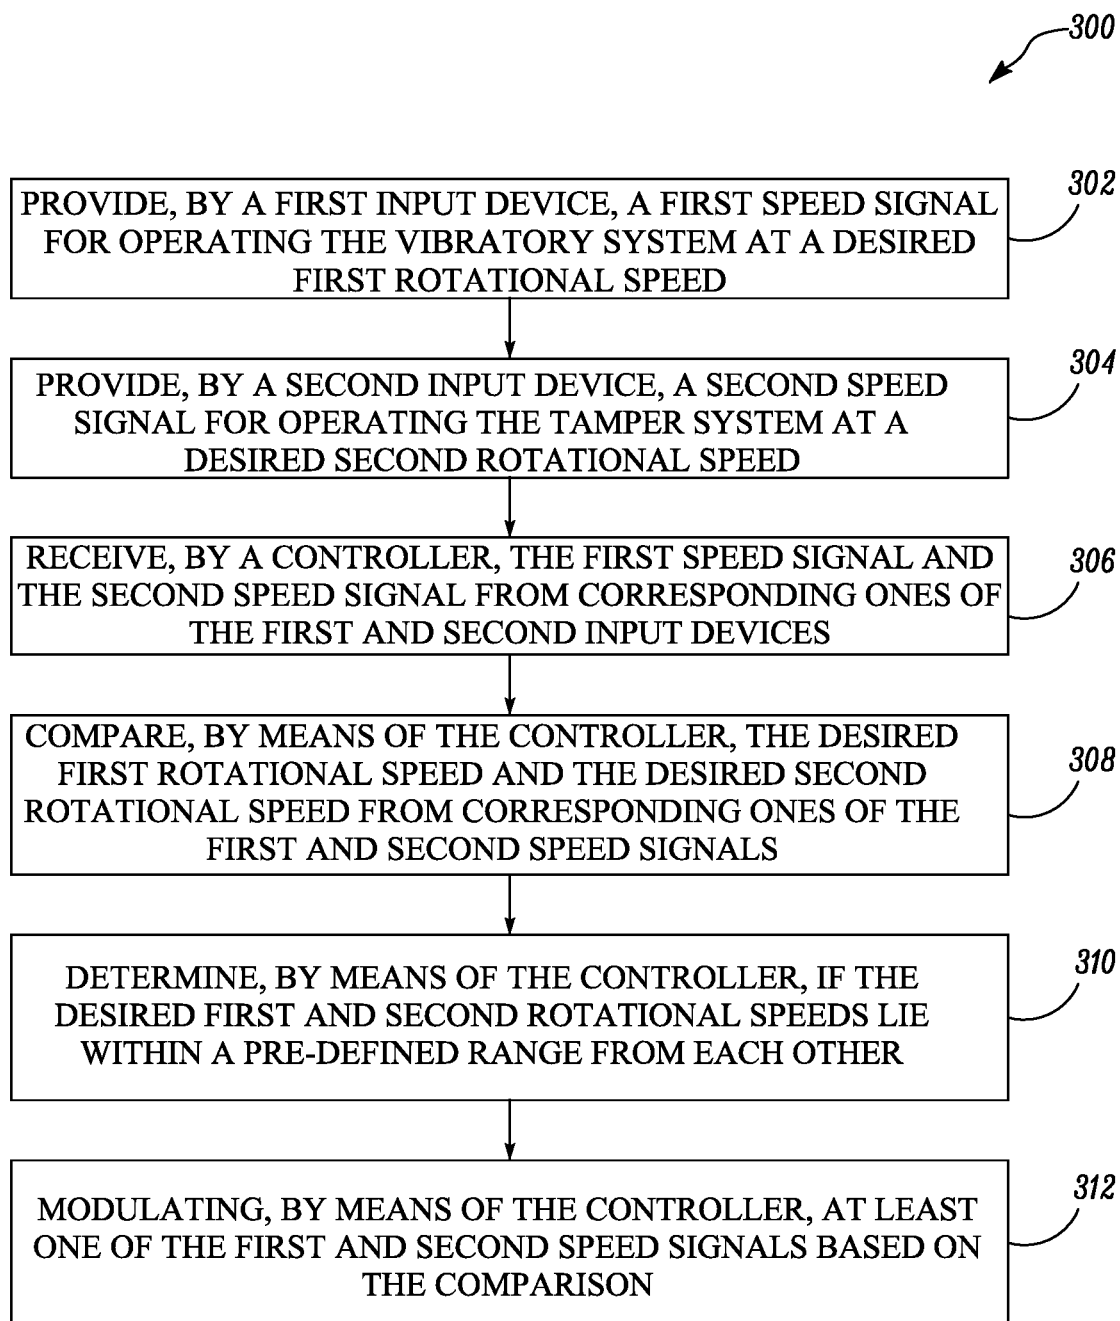 300
302
PROVIDE, BY A FIRST INPUT DEVICE, A FIRST SPEED SIGNAL
FOR OPERATING THE VIBRATORY SYSTEM AT A DESIRED
FIRST ROTATIONAL SPEED
304
PROVIDE, BY A SECOND INPUT DEVICE, A SECOND SPEED
SIGNAL FOR OPERATING THE TAMPER SYSTEM AT A
DESIRED SECOND ROTATIONAL SPEED
306
RECEIVE, BY A CONTROLLER, THE FIRST SPEED SIGNAL AND
THE SECOND SPEED SIGNAL FROM CORRESPONDING ONES OF
THE FIRST AND SECOND INPUT DEVICES
308
COMPARE, BY MEANS OF THE CONTROLLER, THE DESIRED
FIRST ROTATIONAL SPEED AND THE DESIRED SECOND
ROTATIONAL SPEED FROM CORRESPONDING ONES OF THE
FIRST AND SECOND SPEED SIGNALS
310
DETERMINE, BY MEANS OF THE CONTROLLER, IF THE
DESIRED FIRST AND SECOND ROTATIONAL SPEEDS LIE
WITHIN A PRE-DEFINED RANGE FROM EACH OTHER
312
MODULATING, BY MEANS OF THE CONTROLLER, AT LEAST
ONE OF THE FIRST AND SECOND SPEED SIGNALS BASED ON
THE COMPARISON